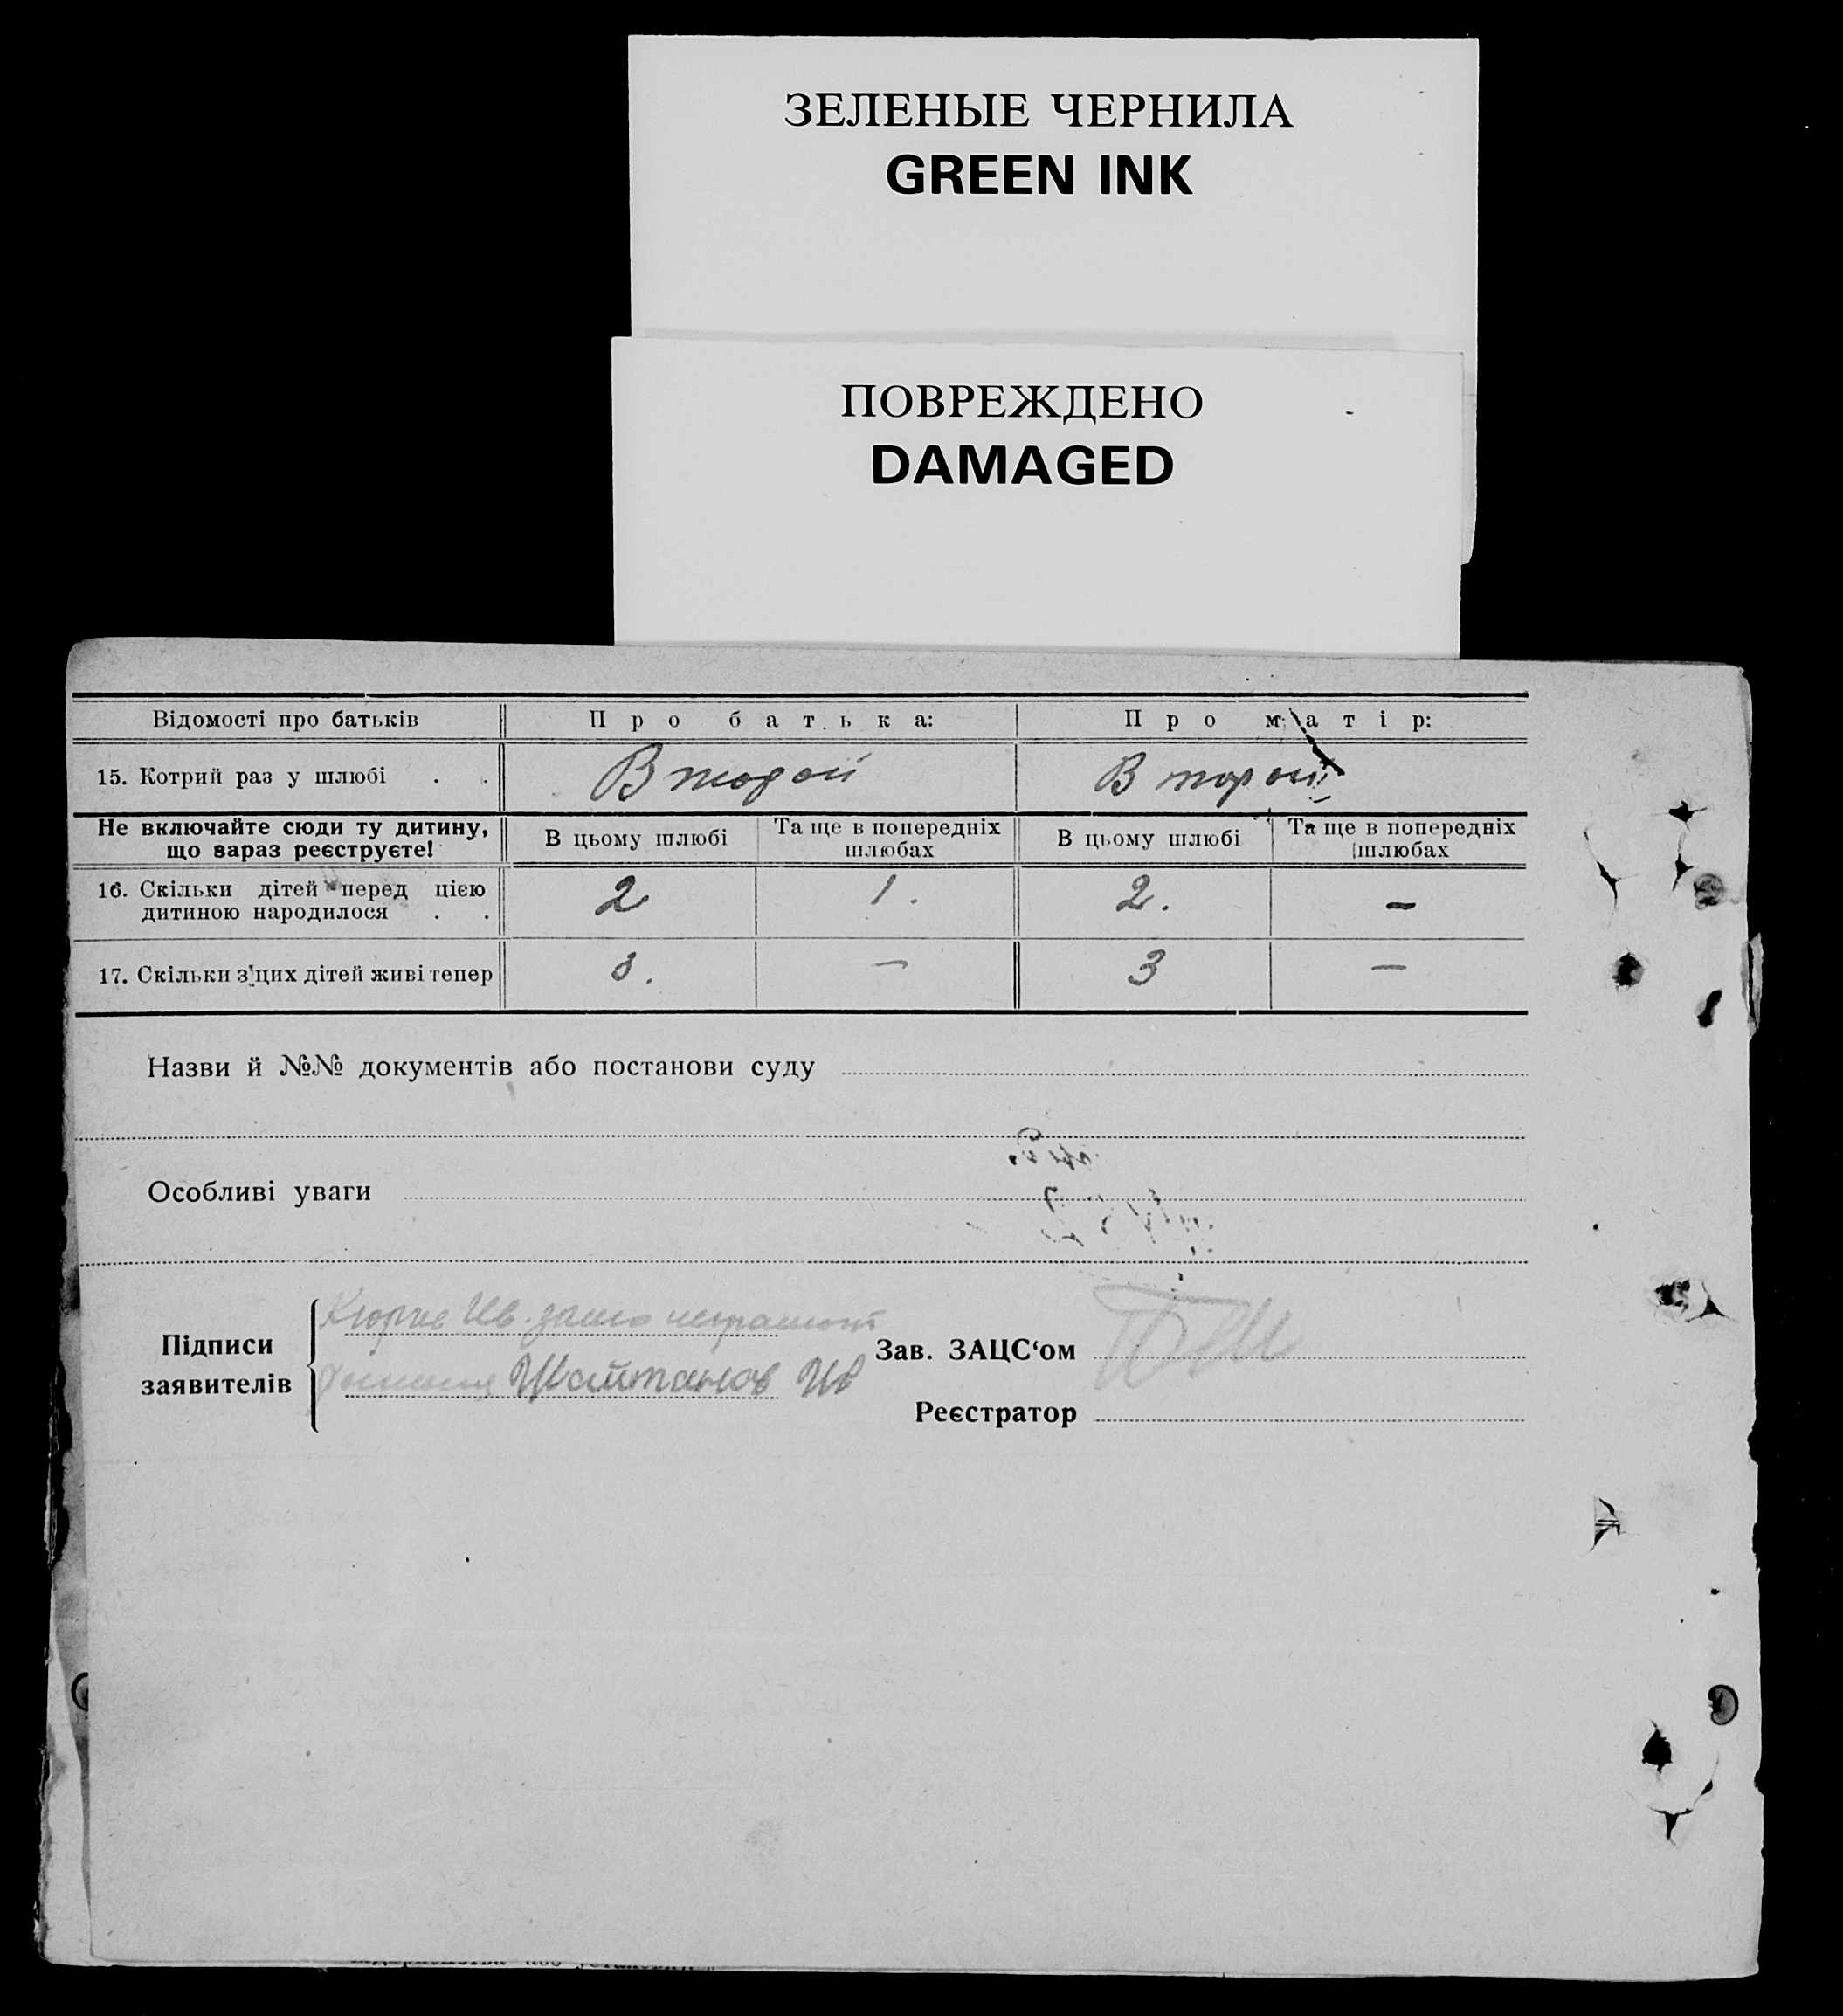 ЗЕЛЕНЫЕ ЧЕРНИЛА
GREEN INK
ПОВРЕЖДЕНО
DAMAGED
Відомості про батьків Про батька: Про матір:
15. Котрий раз у шлюбі . . Второй Второй
Не включайте сюди ту дитину, що зараз реєструєте! В цьому шлюбі Та ще в попередніх шлюбах В цьому шлюбі Та ще в попередніх шлюбах
16. Скільки дітей перед цією дитиною народилося . . 2 1. 2. –
17. Скільки з цих дітей живі тепер 3. – 3 –
Назви й №№ документів або постанови суду
Особливі уваги
Підписи заявителів
Ив. за
Шайтанов Ив
Зав. ЗАЦС‘ом
Реєстратор